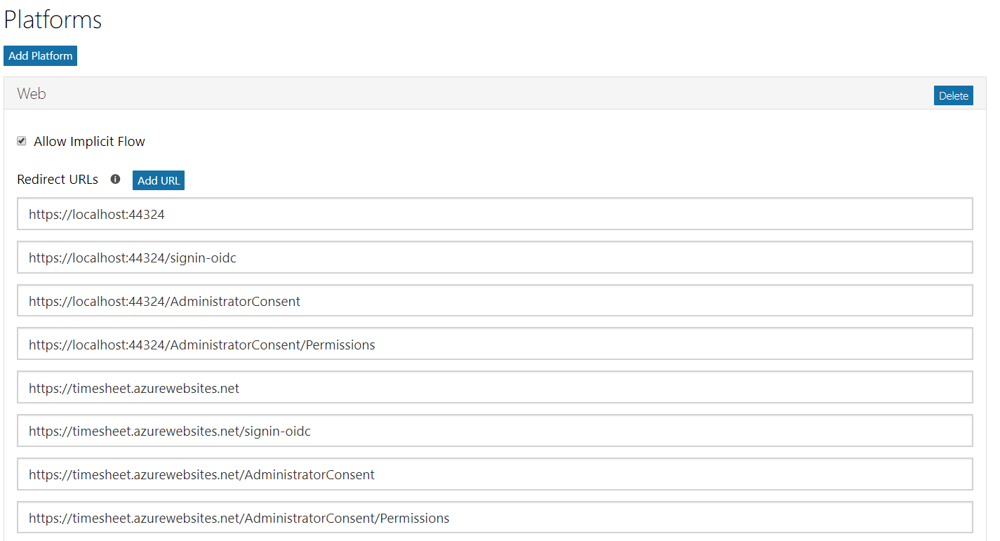 Platforms
Add Platform
Web
Delete
Allow Implicit Flow
Redirect URLs Add URL
https://localhost:44324
https://localhost:44324/signin-oidc
https://localhost:44324/AdministratorConsent
https://localhost:44324/AdministratorConsent/Permissions
https://timesheet.azurewebsites.net
https://timesheet.azurewebsites.net/signin-oidc
https://timesheet.azurewebsites.net/AdministratorConsent
https://timesheet.azurewebsites.net/AdministratorConsent/Permissions